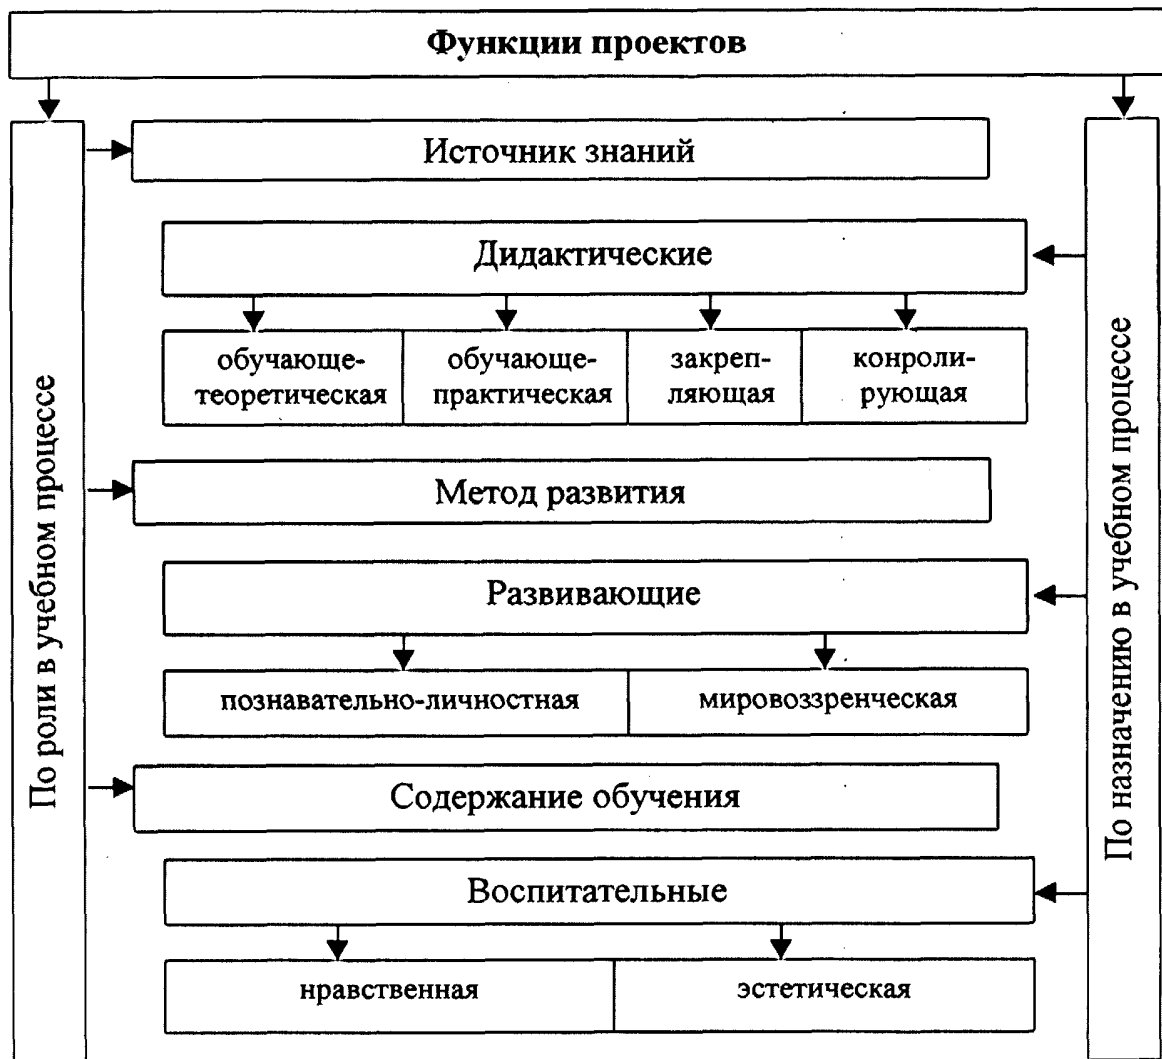 Функции проектов
По роли в учебном процессе
Источник знаний
Дидактические
обучающе-
теоретическая
обучающе-
практическая
закреп-
ляющая
конроли-
рующая
Метод развития
Развивающие
познавательно-личностная
мировоззренческая
Содержание обучения
Воспитательные
нравственная
эстетическая
По назначению в учебном процессе